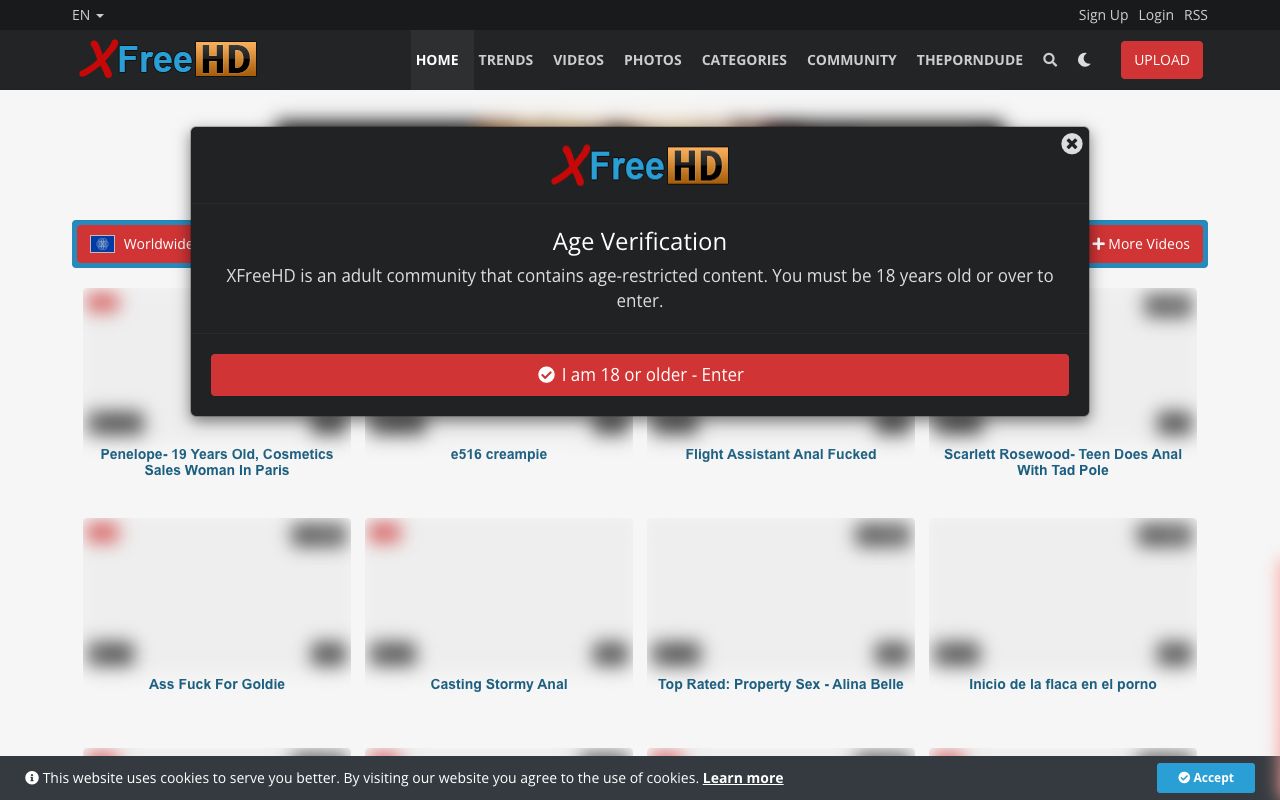 EN
Sign Up Login RSS
XFreeHD
HOME TRENDS VIDEOS PHOTOS CATEGORIES COMMUNITY THEPORNDUDE UPLOAD
XFreeHD
Age Verification
XFreeHD is an adult community that contains age-restricted content. You must be 18 years old or over to
enter.
I am 18 or older - Enter
Worldwide
More Videos
Penelope- 19 Years Old, Cosmetics
Sales Woman In Paris
e516 creampie
Flight Assistant Anal Fucked
Scarlett Rosewood- Teen Does Anal
With Tad Pole
Ass Fuck For Goldie
Casting Stormy Anal
Top Rated: Property Sex - Alina Belle
Inicio de la flaca en el porno
This website uses cookies to serve you better. By visiting our website you agree to the use of cookies. Learn more
Accept